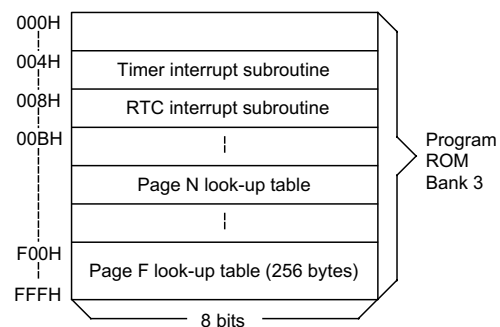 000H
004H
Timer interrupt subroutine
008H
RTC interrupt subroutine
00BH
Page N look-up table
F00H
Page F look-up table (256 bytes)
FFFH
8 bits
Program
ROM
Bank 3